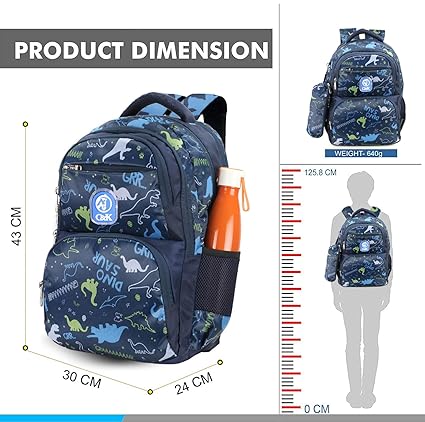 PRODUCT DIMENSION
WEIGHT- 640g
125.8 CM
43 CM
GRR
DINO
SAUR
30 CM
24 CM
0 CM